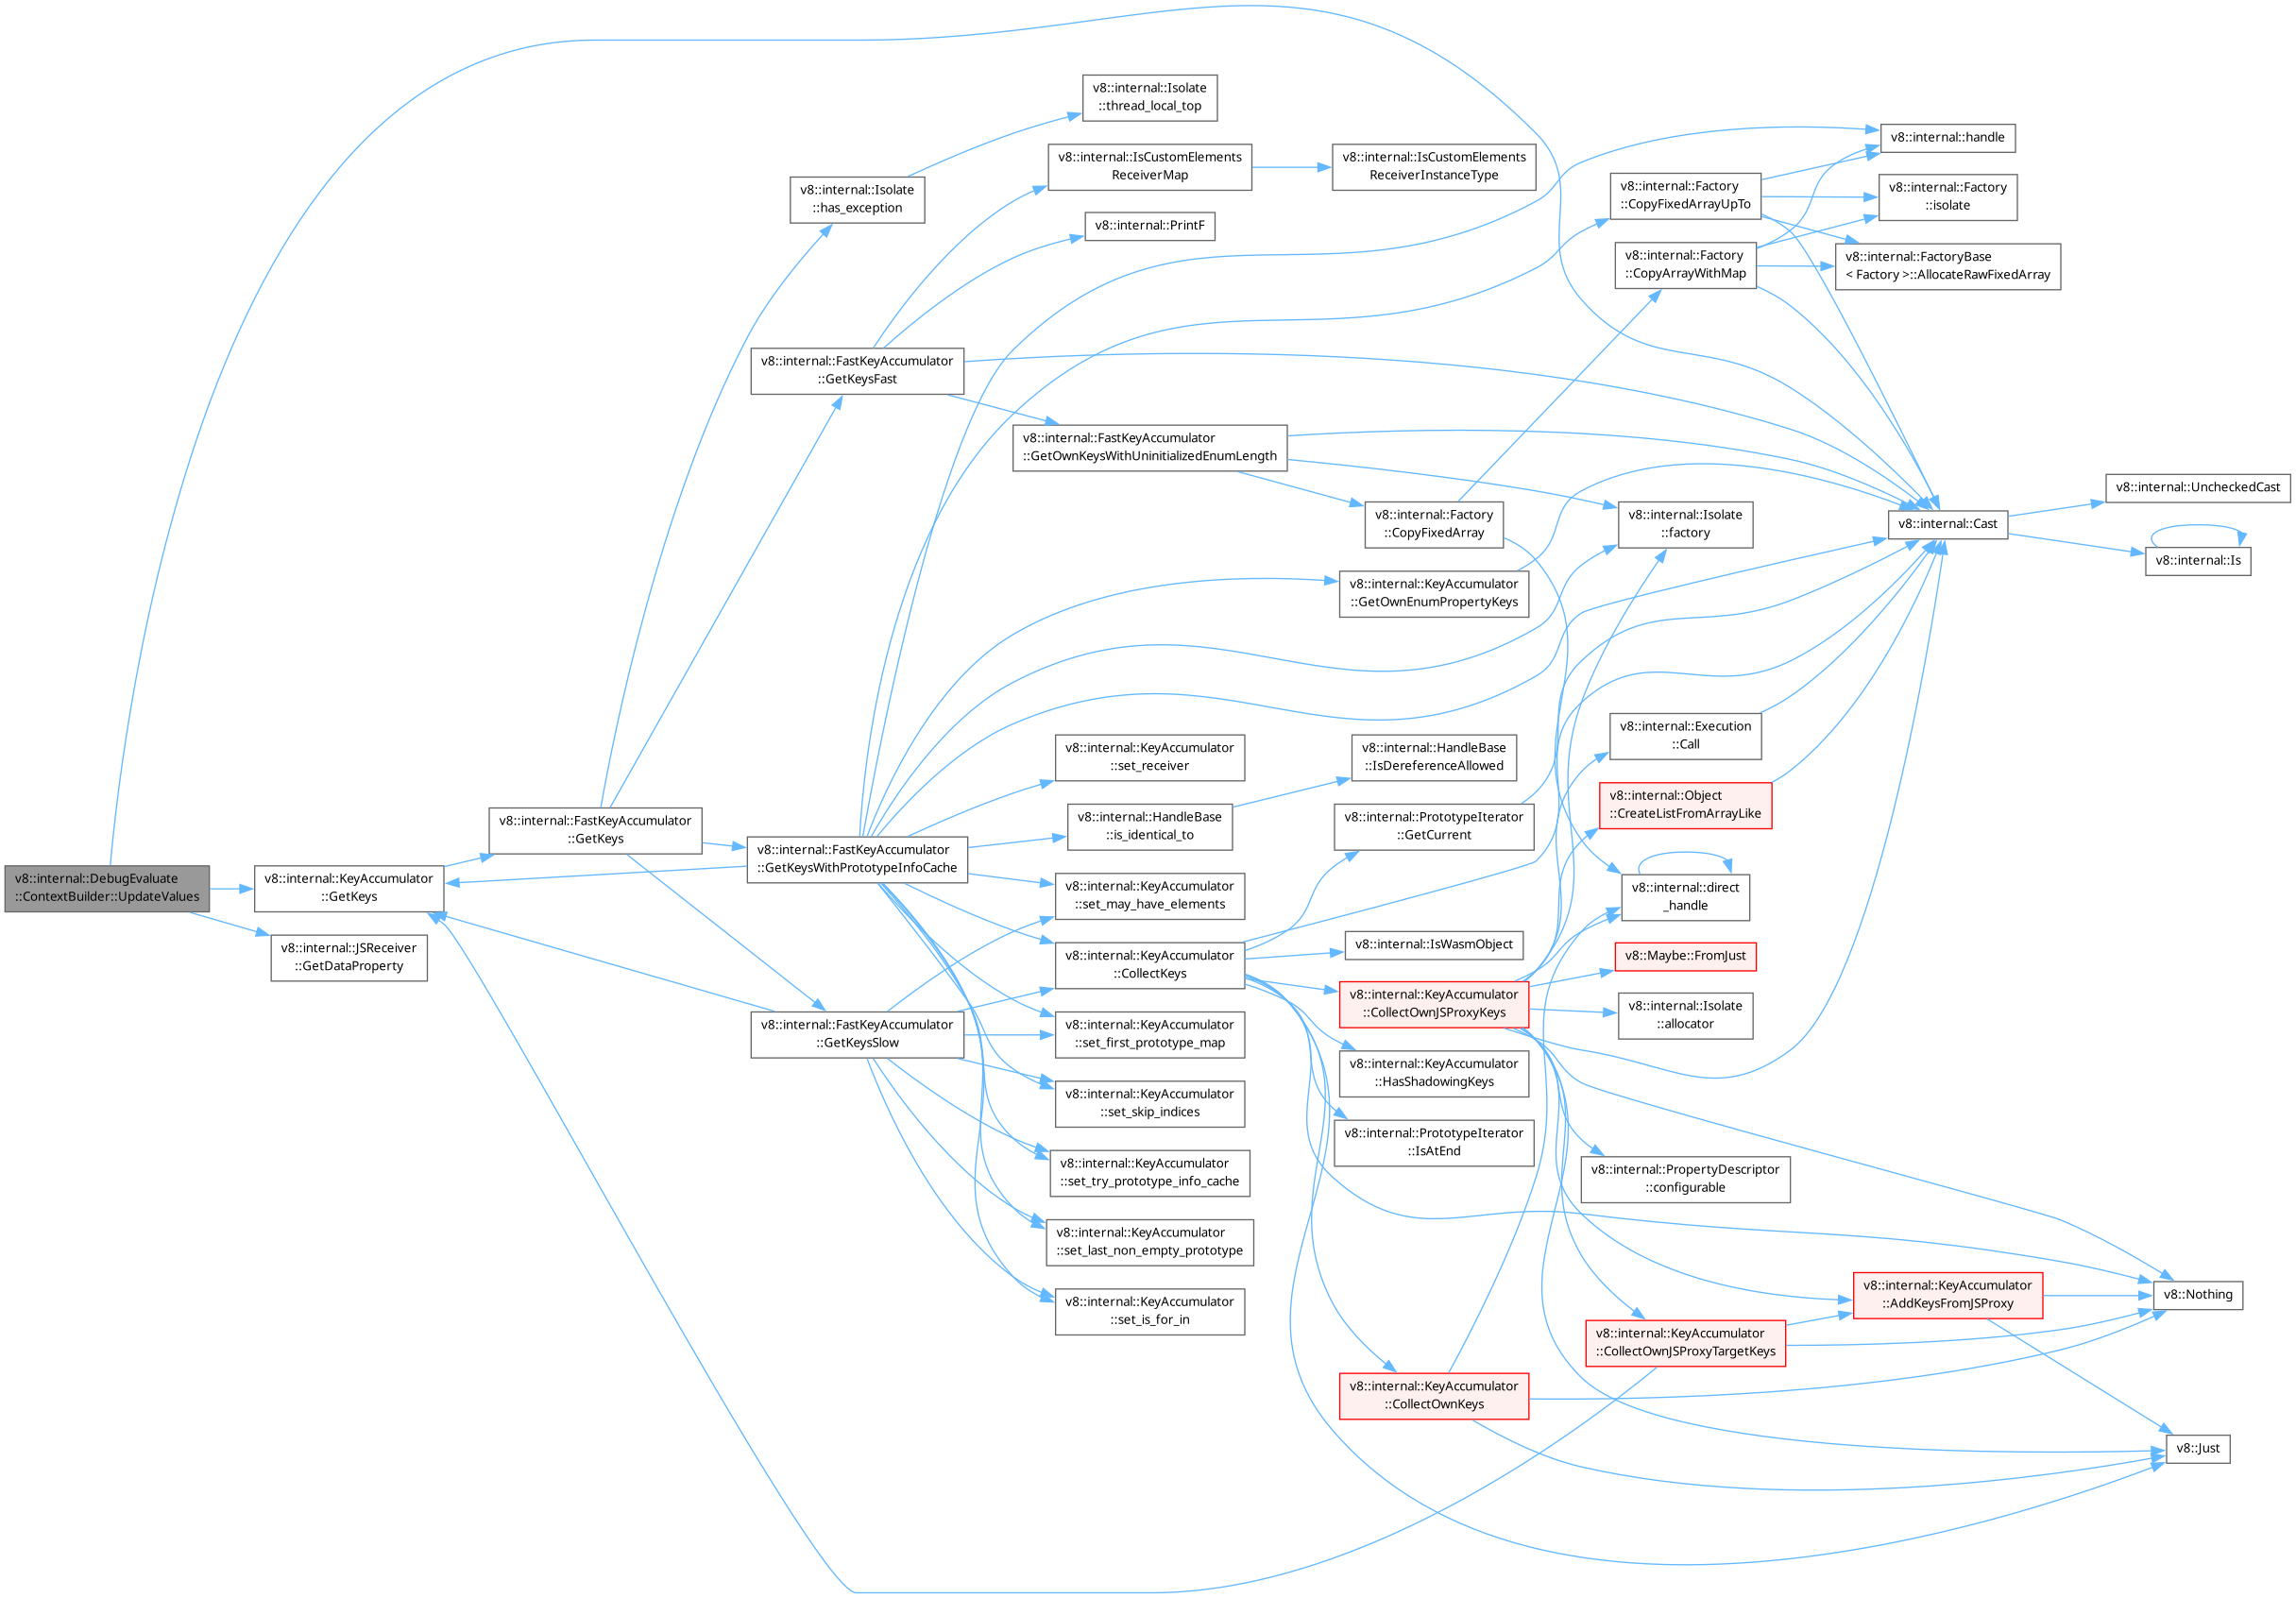 v8::internal::DebugEvaluate
::ContextBuilder::UpdateValues
v8::internal::KeyAccumulator
::GetKeys
v8::internal::JSReceiver
::GetDataProperty
v8::internal::FastKeyAccumulator
::GetKeys
v8::internal::Isolate
::has_exception
v8::internal::FastKeyAccumulator
::GetKeysFast
v8::internal::FastKeyAccumulator
::GetKeysWithPrototypeInfoCache
v8::internal::FastKeyAccumulator
::GetKeysSlow
v8::internal::Isolate
::thread_local_top
v8::internal::IsCustomElements
ReceiverMap
v8::internal::PrintF
v8::internal::FastKeyAccumulator
::GetOwnKeysWithUninitializedEnumLength
v8::internal::KeyAccumulator
::set_receiver
v8::internal::HandleBase
::is_identical_to
v8::internal::KeyAccumulator
::set_may_have_elements
v8::internal::KeyAccumulator
::CollectKeys
v8::internal::KeyAccumulator
::set_first_prototype_map
v8::internal::KeyAccumulator
::set_skip_indices
v8::internal::KeyAccumulator
::set_try_prototype_info_cache
v8::internal::KeyAccumulator
::set_last_non_empty_prototype
v8::internal::KeyAccumulator
::set_is_for_in
v8::internal::IsCustomElements
ReceiverInstanceType
v8::internal::Factory
::CopyFixedArray
v8::internal::KeyAccumulator
::GetOwnEnumPropertyKeys
v8::internal::HandleBase
::IsDereferenceAllowed
v8::internal::PrototypeIterator
::GetCurrent
v8::internal::IsWasmObject
v8::internal::KeyAccumulator
::CollectOwnJSProxyKeys
v8::internal::KeyAccumulator
::HasShadowingKeys
v8::internal::PrototypeIterator
::IsAtEnd
v8::internal::KeyAccumulator
::CollectOwnKeys
v8::internal::Factory
::CopyFixedArrayUpTo
v8::internal::Factory
::CopyArrayWithMap
v8::internal::Isolate
::factory
v8::internal::Execution
::Call
v8::internal::Object
::CreateListFromArrayLike
v8::internal::direct
_handle
v8::Maybe::FromJust
v8::internal::Isolate
::allocator
v8::internal::PropertyDescriptor
::configurable
v8::internal::KeyAccumulator
::CollectOwnJSProxyTargetKeys
v8::internal::handle
v8::internal::Factory
::isolate
v8::internal::FactoryBase
< Factory >::AllocateRawFixedArray
v8::internal::Cast
v8::internal::KeyAccumulator
::AddKeysFromJSProxy
v8::internal::UncheckedCast
v8::internal::Is
v8::Nothing
v8::Just